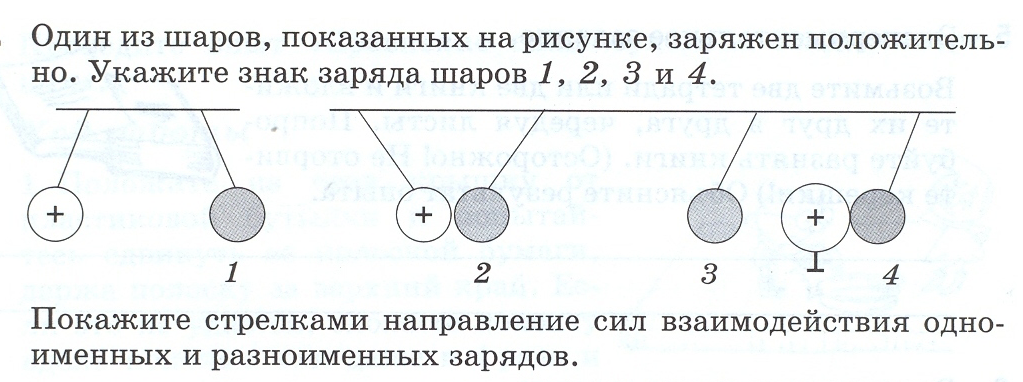 Один из шаров, показанных на рисунке, заряжен положитель-
но. Укажите знак заряда шаров 1, 2, 3 и 4.
+ + +
1 2 3 4
Покажите стрелками направление сил взаимодействия одно-
именных и разноименных зарядов.